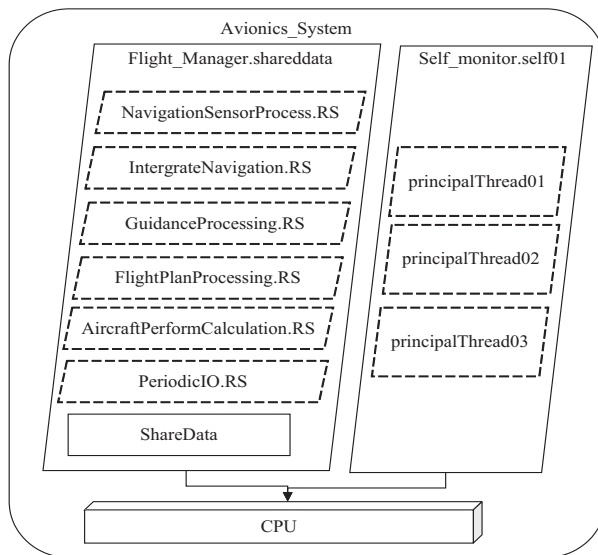 Avionics_System
Flight_Manager.shareddata
NavigationSensorProcess.RS
IntergrateNavigation.RS
GuidanceProcessing.RS
FlightPlanProcessing.RS
AircraftPerformCalculation.RS
PeriodicIO.RS
ShareData
Self_monitor.self01
principalThread01
principalThread02
principalThread03
CPU